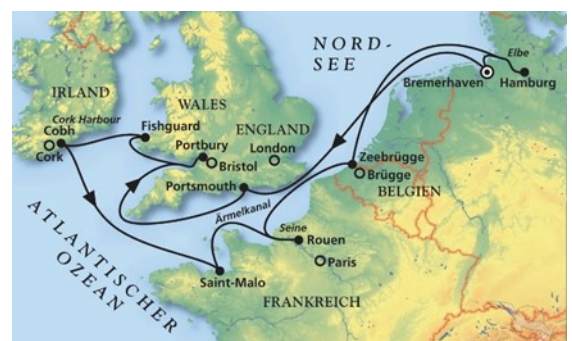 NORD-
SEE
Elbe
Bremerhaven
Hamburg
IRLAND
WALES
Cork Harbour
Cobh
Cork
Fishguard
ENGLAND
Portbury
Bristol
London
Zeebrügge
Brügge
BELGIEN
Portsmouth
Ärmelkanal
Seine
Rouen
Paris
Saint-Malo
FRANKREICH
ATLANTISCHER
OZEAN